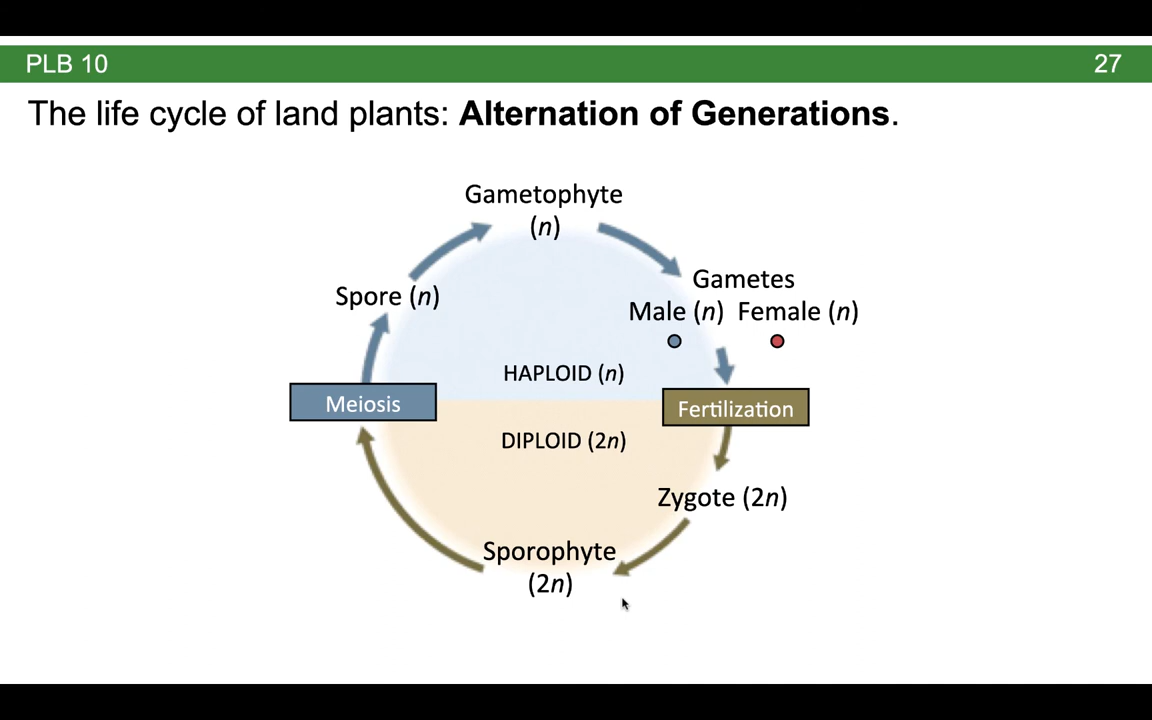 PLB 10
27
The life cycle of land plants: Alternation of Generations.
Gametophyte
(n)
Gametes
Male (n) Female (n)
Spore (n)
HAPLOID (n)
Meiosis
Fertilization
DIPLOID (2n)
Zygote (2n)
Sporophyte
(2n)